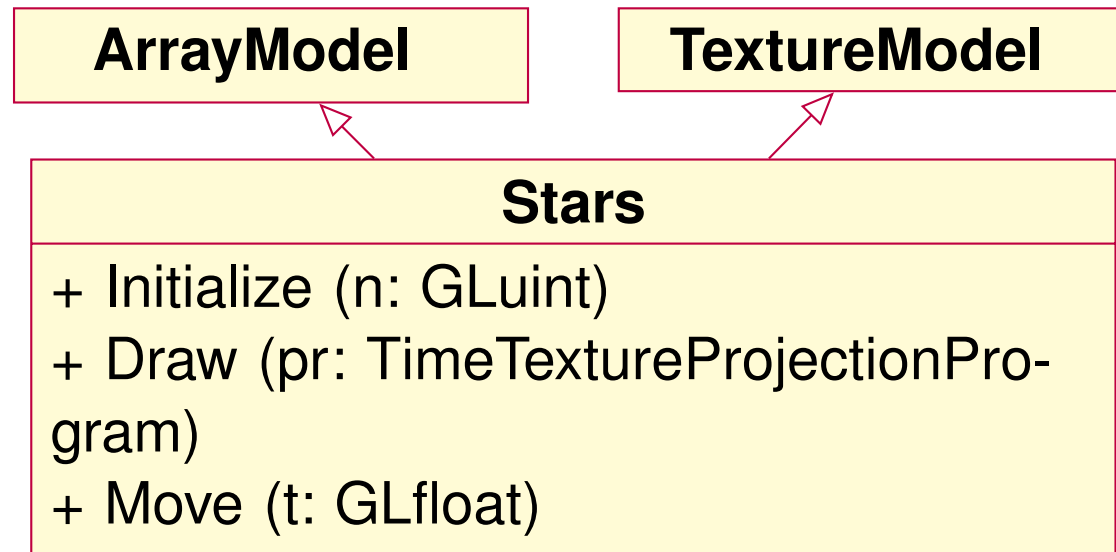 ArrayModel
TextureModel
Stars
+ Initialize (n: GLuint)
+ Draw (pr: TimeTextureProjectionPro-
gram)
+ Move (t: GLfloat)